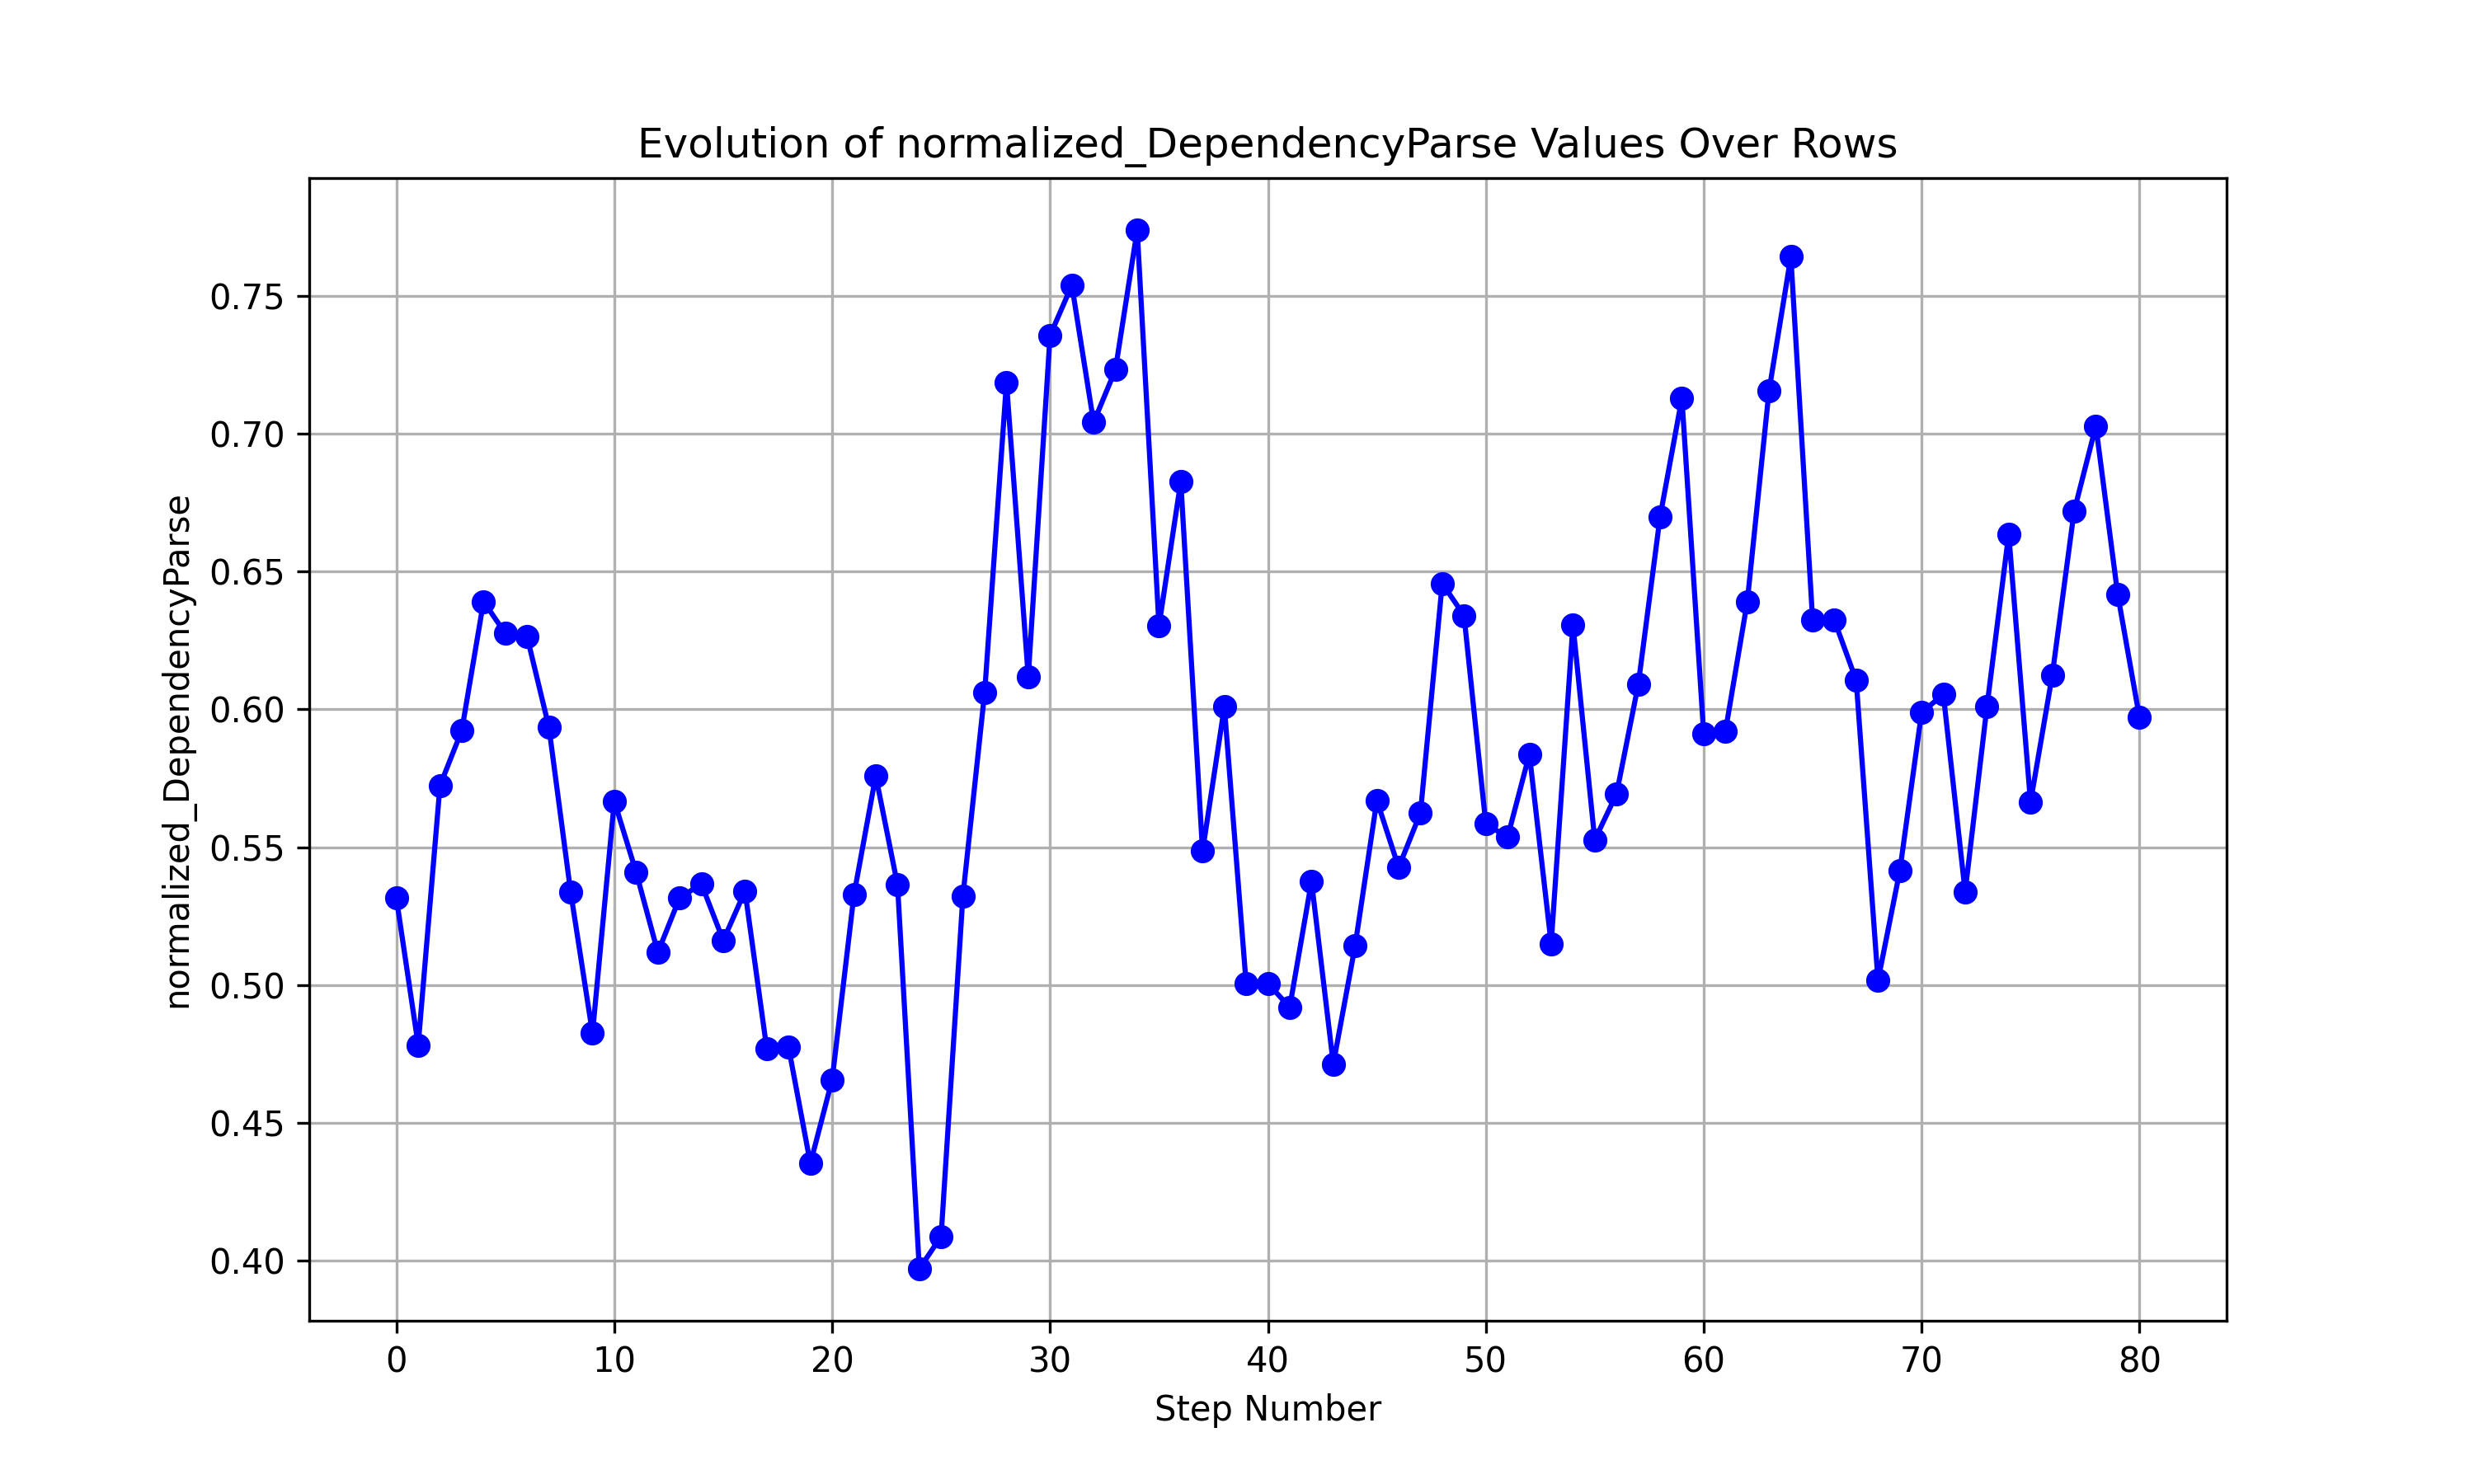 Evolution of normalized_DependencyParse Values Over Rows
normalized_DependencyParse
0.75
0.70
0.65
0.60
0.55
0.50
0.45
0.40
0 10 20 30 40 50 60 70 80
Step Number